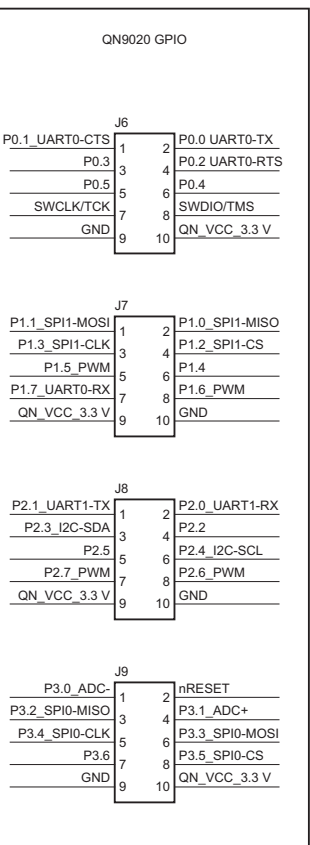 QN9020 GPIO
J6
P0.1_UART0-CTS 1 2 P0.0 UART0-TX
P0.3 3 4 P0.2 UART0-RTS
P0.5 5 6 P0.4
SWCLK/TCK 7 8 SWDIO/TMS
GND 9 10 QN_VCC_3.3 V
J7
P1.1_SPI1-MOSI 1 2 P1.0_SPI1-MISO
P1.3_SPI1-CLK 3 4 P1.2_SPI1-CS
P1.5_PWM 5 6 P1.4
P1.7_UART0-RX 7 8 P1.6_PWM
QN_VCC_3.3 V 9 10 GND
J8
P2.1_UART1-TX 1 2 P2.0_UART1-RX
P2.3_I2C-SDA 3 4 P2.2
P2.5 5 6 P2.4_I2C-SCL
P2.7_PWM 7 8 P2.6_PWM
QN_VCC_3.3 V 9 10 GND
J9
P3.0_ADC- 1 2 nRESET
P3.2_SPI0-MISO 3 4 P3.1_ADC+
P3.4_SPI0-CLK 5 6 P3.3_SPI0-MOSI
P3.6 7 8 P3.5_SPI0-CS
GND 9 10 QN_VCC_3.3 V